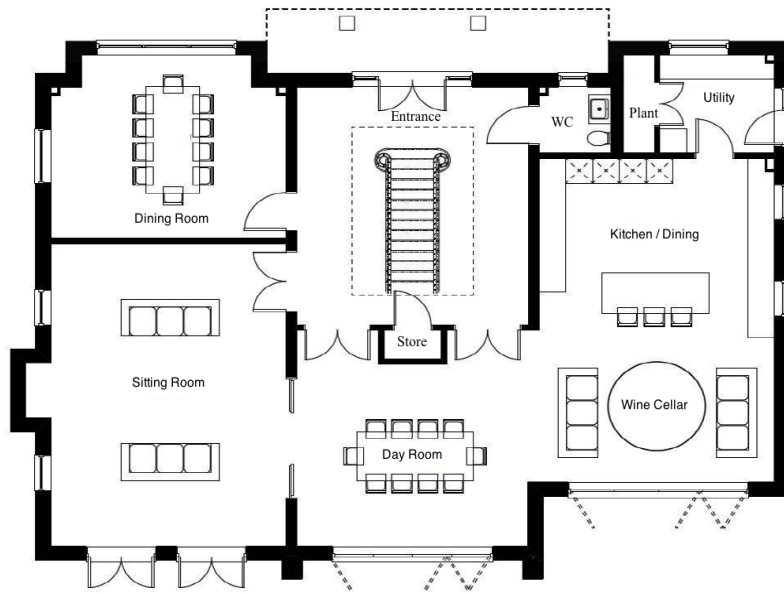 Entrance
WC
Plant
Utility
Dining Room
Kitchen / Dining
Store
Sitting Room
Wine Cellar
Day Room